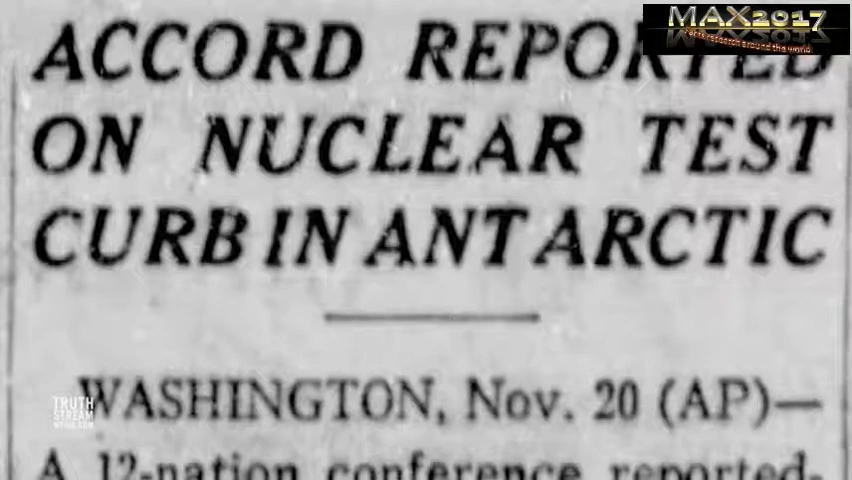 MAX2017
ACCORD REPORTED
ON NUCLEAR TEST
CURB IN ANTARCTIC
WASHINGTON, Nov. 20 (AP)—
TRUTH
STREAM
A 12-nation conference reported-